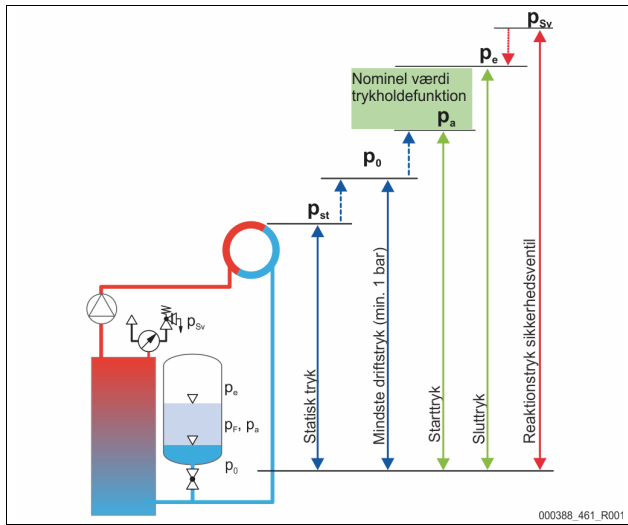 pSv
pe
Nominel værdi
trykholdefunktion
pa
p0
pst
pSv
pe
pF, pa
p0
Statisk tryk
Mindste driftstryk (min. 1 bar)
Starttryk
Sluttryk
Reaktionstryk sikkerhedsventil
000388_461_R001